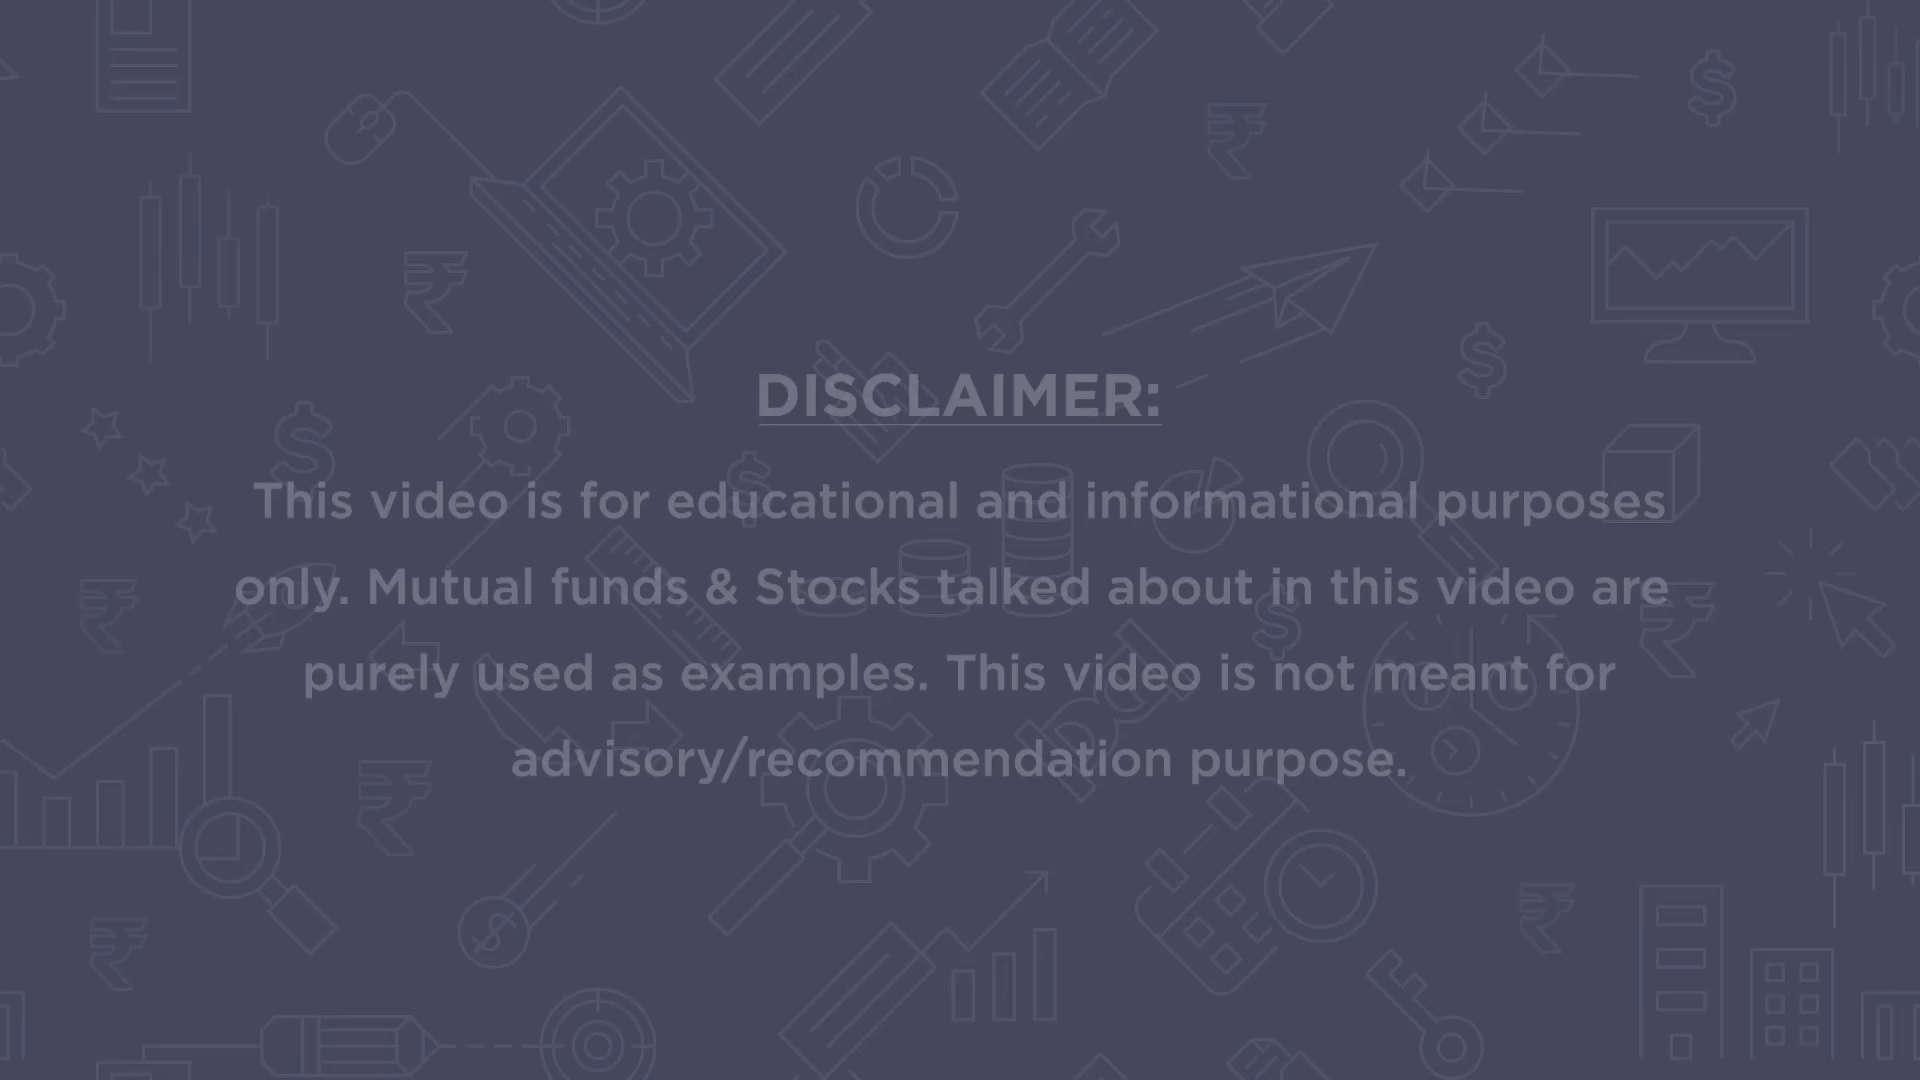 DISCLAIMER:
This video is for educational and informational purposes
only. Mutual funds & Stocks talked about in this video are
purely used as examples. This video is not meant for
advisory/recommendation purpose.